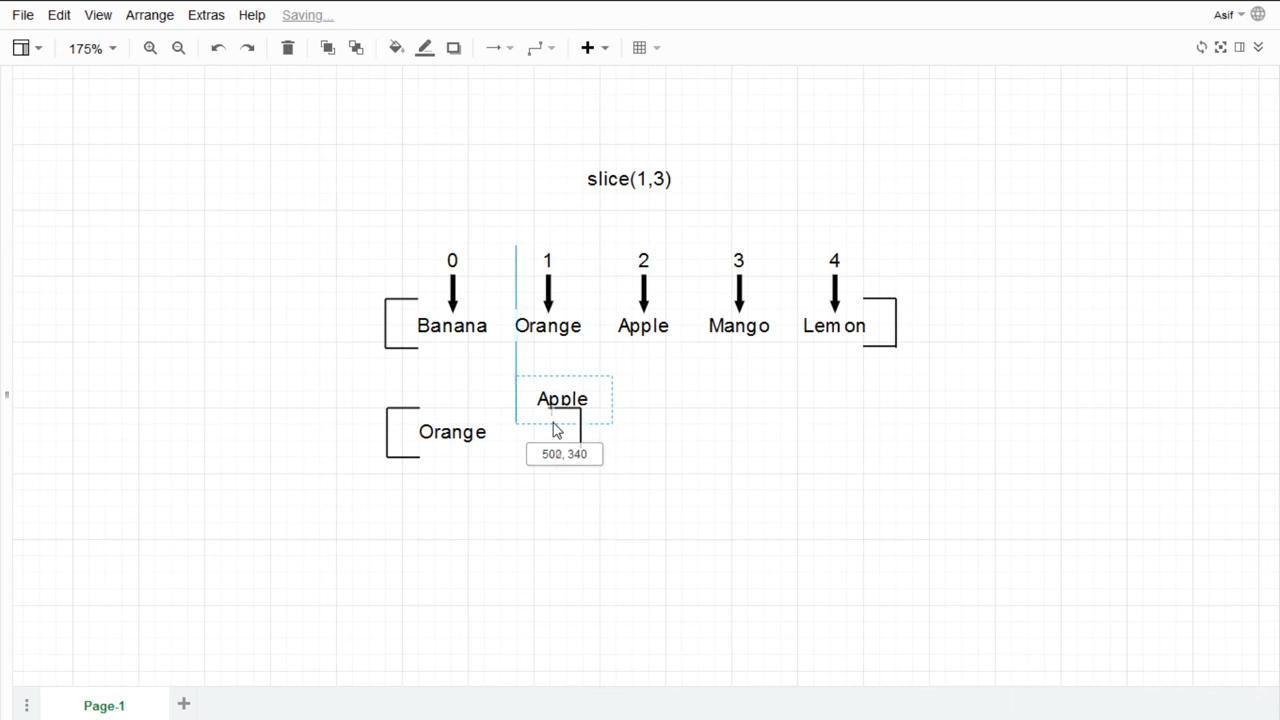 File Edit View Arrange Extras Help Saving... Asif
175%
slice(1,3)
0 1 2 3 4
Banana Orange Apple Mango Lemon
Apple
Orange
340
Page-1